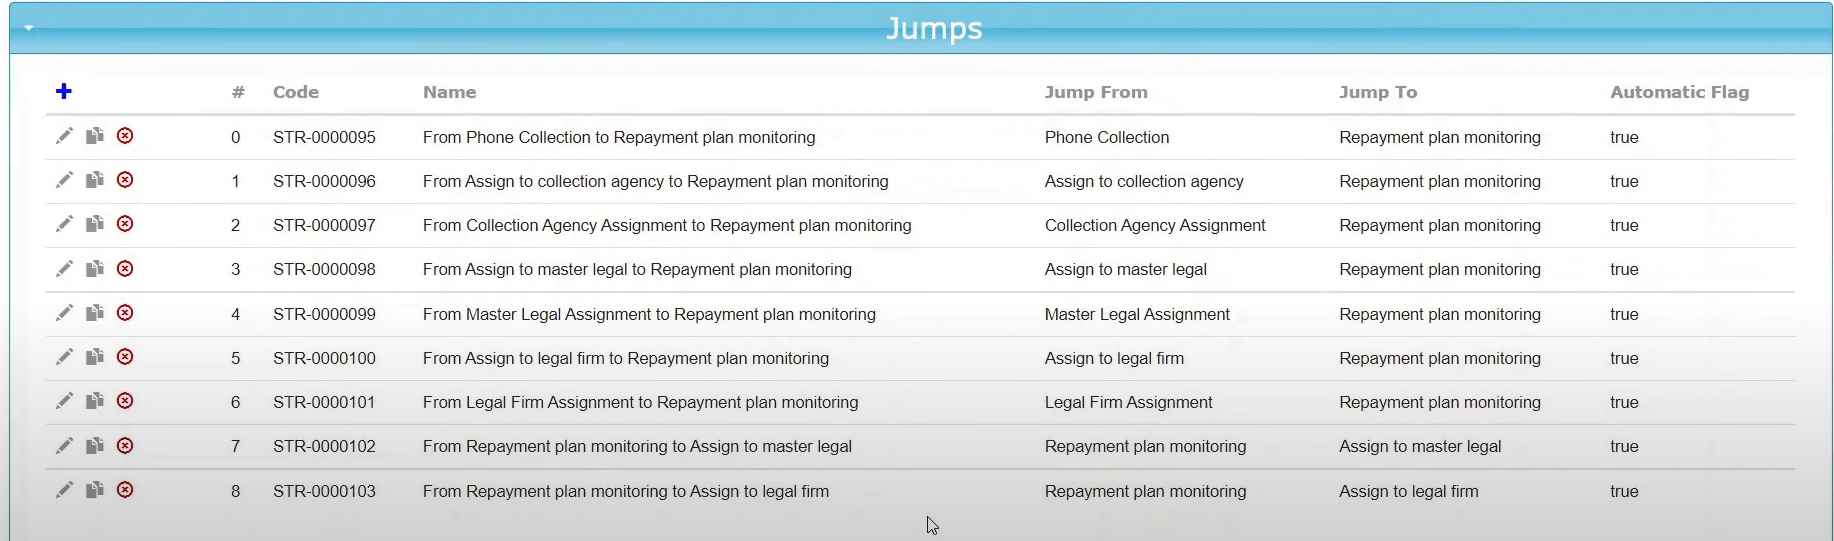 Jumps
# Code Name Jump From Jump To Automatic Flag
0 STR-0000095 From Phone Collection to Repayment plan monitoring Phone Collection Repayment plan monitoring true
1 STR-0000096 From Assign to collection agency to Repayment plan monitoring Assign to collection agency Repayment plan monitoring true
2 STR-0000097 From Collection Agency Assignment to Repayment plan monitoring Collection Agency Assignment Repayment plan monitoring true
3 STR-0000098 From Assign to master legal to Repayment plan monitoring Assign to master legal Repayment plan monitoring true
4 STR-0000099 From Master Legal Assignment to Repayment plan monitoring Master Legal Assignment Repayment plan monitoring true
5 STR-0000100 From Assign to legal firm to Repayment plan monitoring Assign to legal firm Repayment plan monitoring true
6 STR-0000101 From Legal Firm Assignment to Repayment plan monitoring Legal Firm Assignment Repayment plan monitoring true
7 STR-0000102 From Repayment plan monitoring to Assign to master legal Repayment plan monitoring Assign to master legal true
8 STR-0000103 From Repayment plan monitoring to Assign to legal firm Repayment plan monitoring Assign to legal firm true